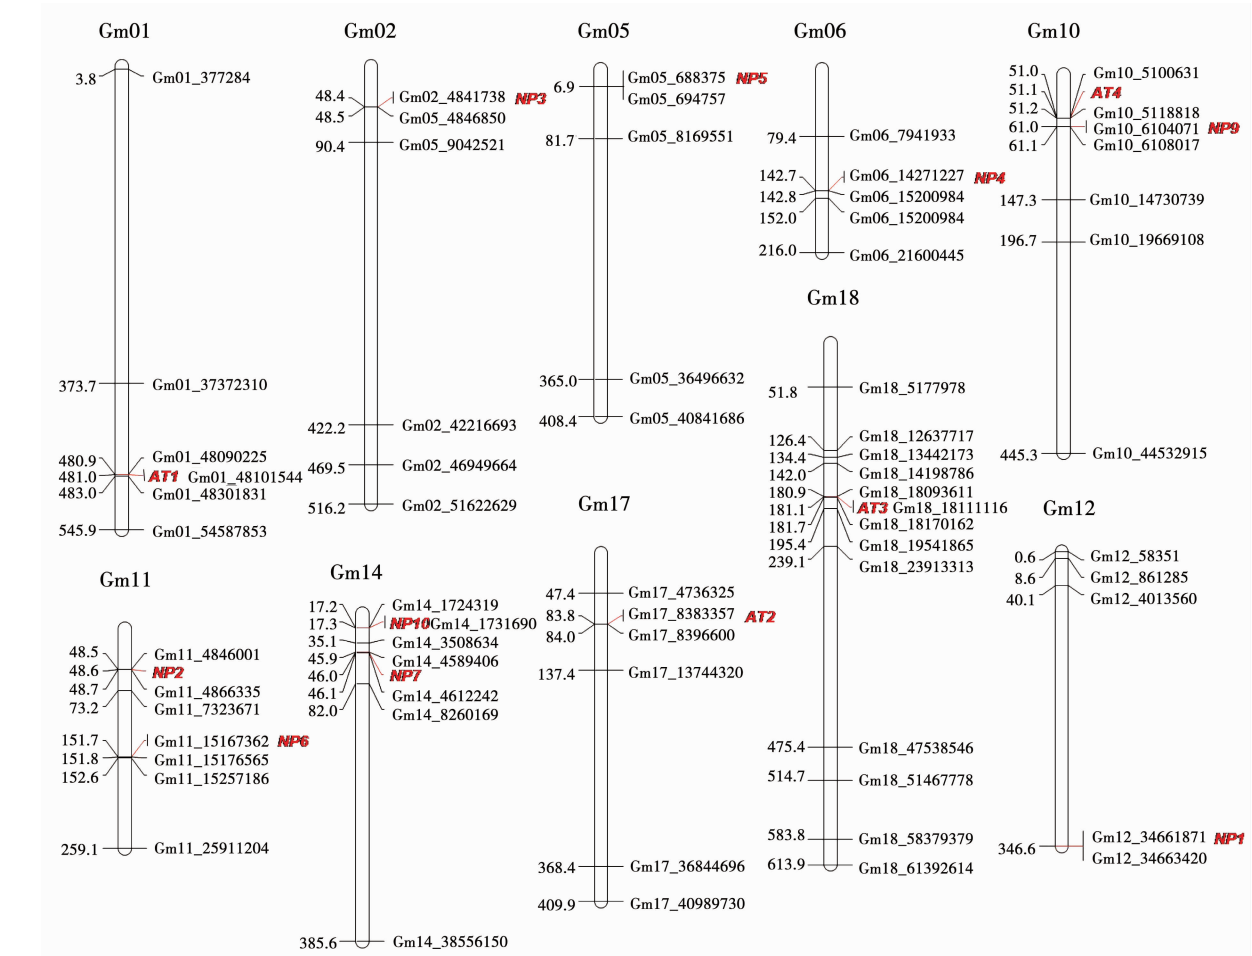 Gm01
3.8 Gm01_377284
373.7 Gm01_37372310
480.9 Gm01_48090225
481.0 AT1 Gm01_48101544
483.0 Gm01_48301831
545.9 Gm01_54587853
Gm02
48.4 Gm02_4841738 NP3
48.5 Gm05_4846850
90.4 Gm05_9042521
422.2 Gm02_42216693
469.5 Gm02_46949664
516.2 Gm02_51622629
Gm05
Gm05_688375 NP5
6.9 Gm05_694757
81.7 Gm05_8169551
365.0 Gm05_36496632
408.4 Gm05_40841686
Gm06
79.4 Gm06_7941933
142.7 Gm06_14271227 NP4
142.8 Gm06_15200984
152.0 Gm06_15200984
216.0 Gm06_21600445
Gm10
51.0 Gm10_5100631
51.1 AT4
51.2 Gm10_5118818
61.0 Gm10_6104071 NP9
61.1 Gm10_6108017
147.3 Gm10_14730739
196.7 Gm10_19669108
445.3 Gm10_44532915
Gm18
51.8 Gm18_5177978
126.4 Gm18_12637717
134.4 Gm18_13442173
142.0 Gm18_14198786
180.9 Gm18_18093611
181.1 AT3 Gm18_18111116
181.7 Gm18_18170162
195.4 Gm18_19541865
239.1 Gm18_23913313
475.4 Gm18_47538546
514.7 Gm18_51467778
583.8 Gm18_58379379
613.9 Gm18_61392614
Gm11
48.5 Gm11_4846001
48.6 NP2
48.7 Gm11_4866335
73.2 Gm11_7323671
151.7 Gm11_15167362 NP6
151.8 Gm11_15176565
152.6 Gm11_15257186
259.1 Gm11_25911204
Gm14
17.2 Gm14_1724319
17.3 NP10 Gm14_1731690
35.1 Gm14_3508634
45.9 Gm14_4589406
46.0 NP7
46.1 Gm14_4612242
82.0 Gm14_8260169
385.6 Gm14_38556150
Gm17
47.4 Gm17_4736325
83.8 Gm17_8383357 AT2
84.0 Gm17_8396600
137.4 Gm17_13744320
368.4 Gm17_36844696
409.9 Gm17_40989730
Gm12
0.6 Gm12_58351
8.6 Gm12_861285
40.1 Gm12_4013560
Gm12_34661871 NP1
346.6 Gm12_34663420